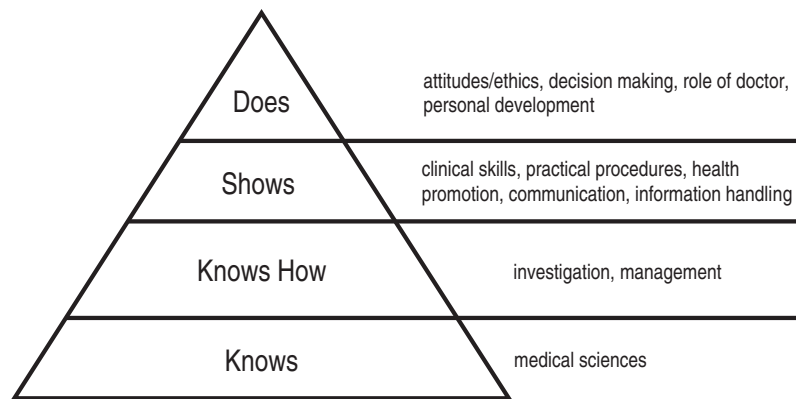 Does
attitudes/ethics, decision making, role of doctor,
personal development
Shows
clinical skills, practical procedures, health
promotion, communication, information handling
Knows How
investigation, management
Knows
medical sciences